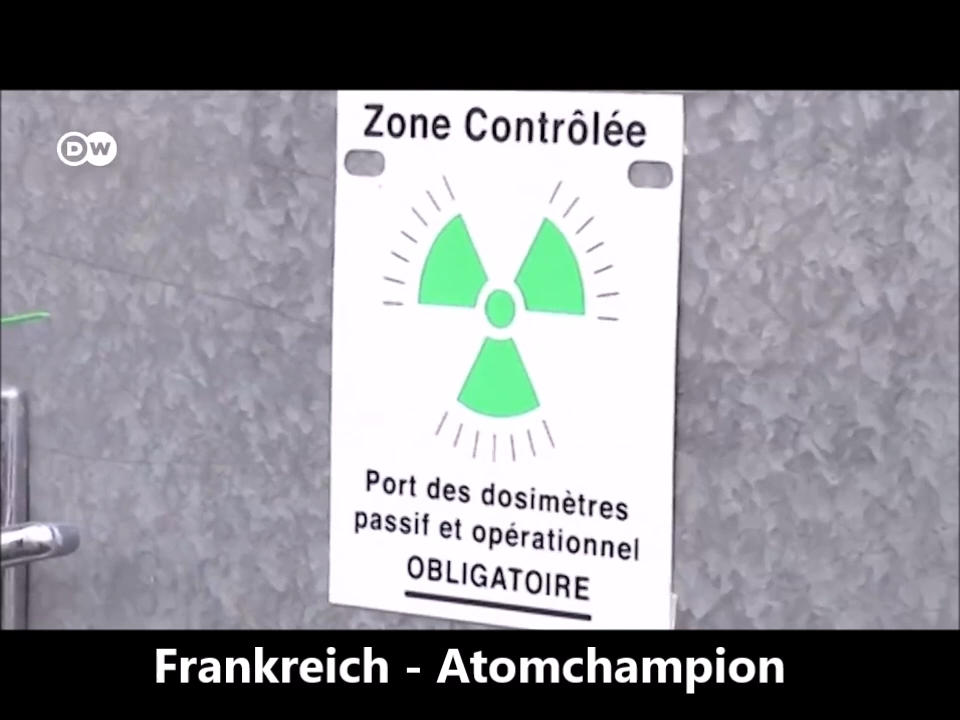 DW
Zone Contrôlée
Port des dosimètres
passif et opérationnel
OBLIGATOIRE
Frankreich - Atomchampion